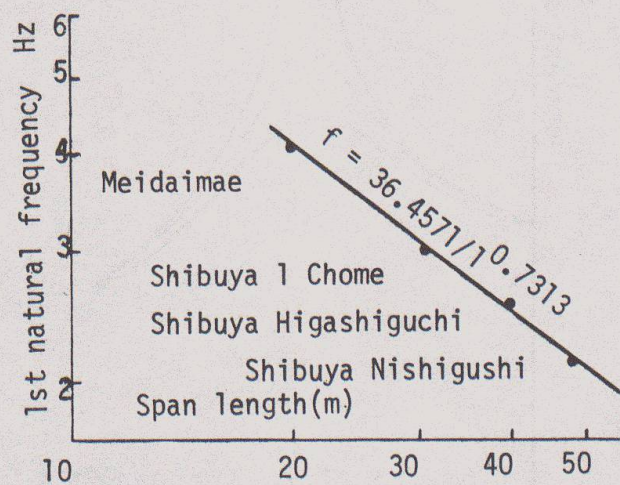 6
5
4
3
2
1st natural frequency Hz
f = 36.4571/l^0.7313
Meidaimae
Shibuya 1 Chome
Shibuya Higashiguchi
Shibuya Nishigushi
Span length(m)
10 20 30 40 50